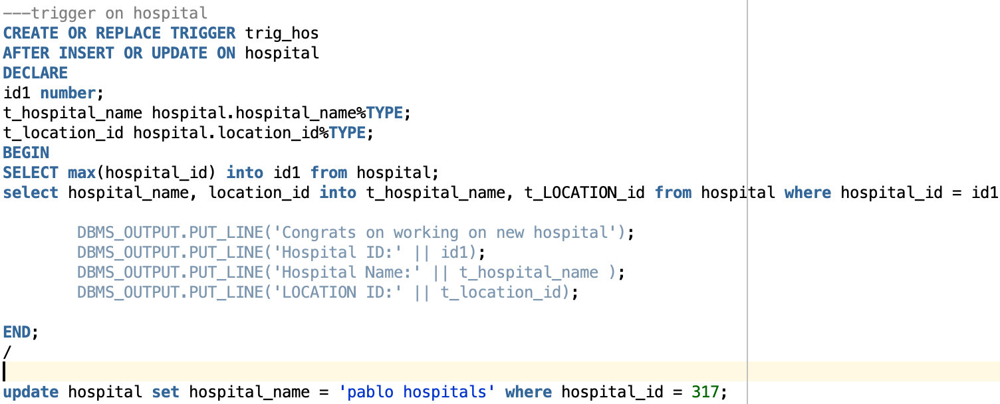 ---trigger on hospital
CREATE OR REPLACE TRIGGER trig_hos
AFTER INSERT OR UPDATE ON hospital
DECLARE
id1 number;
t_hospital_name hospital.hospital_name%TYPE;
t_location_id hospital.location_id%TYPE;
BEGIN
SELECT max(hospital_id) into id1 from hospital;
select hospital_name, location_id into t_hospital_name, t_LOCATION_id from hospital where hospital_id = id1
DBMS_OUTPUT.PUT_LINE('Congrats on working on new hospital');
DBMS_OUTPUT.PUT_LINE('Hospital ID:' || id1);
DBMS_OUTPUT.PUT_LINE('Hospital Name:' || t_hospital_name );
DBMS_OUTPUT.PUT_LINE('LOCATION ID:' || t_location_id);
END;
/
update hospital set hospital_name = 'pablo hospitals' where hospital_id = 317;